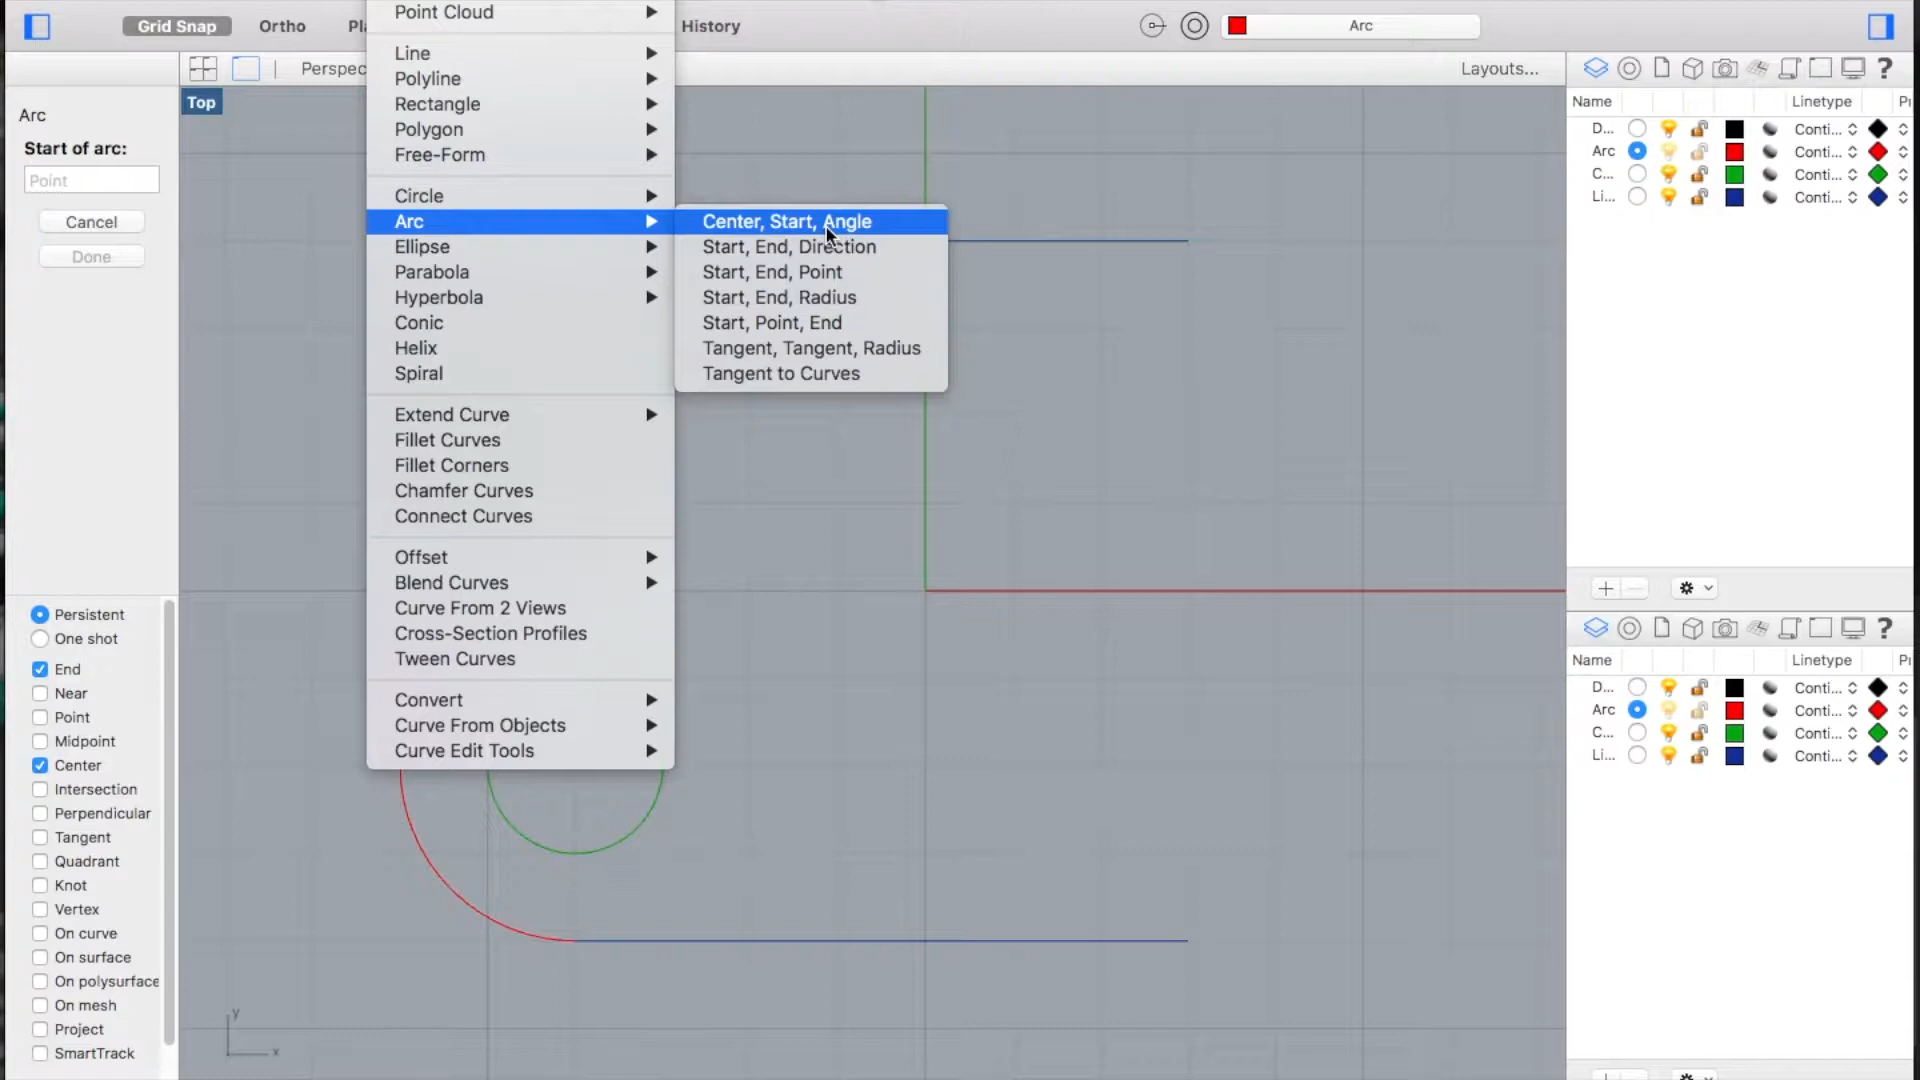 Grid Snap
Ortho
Pl
History
Arc
Perspec
Layouts...
Arc
Start of arc:
Point
Cancel
Done
Top
Point Cloud
Line
Polyline
Rectangle
Polygon
Free-Form
Circle
Arc
Ellipse
Parabola
Hyperbola
Conic
Helix
Spiral
Extend Curve
Fillet Curves
Fillet Corners
Chamfer Curves
Connect Curves
Offset
Blend Curves
Curve From 2 Views
Cross-Section Profiles
Tween Curves
Convert
Curve From Objects
Curve Edit Tools
Center, Start, Angle
Start, End, Direction
Start, End, Point
Start, End, Radius
Start, Point, End
Tangent, Tangent, Radius
Tangent to Curves
Persistent
One shot
End
Near
Point
Midpoint
Center
Intersection
Perpendicular
Tangent
Quadrant
Knot
Vertex
On curve
On surface
On polysurface
On mesh
Project
SmartTrack
y
x
?
Name Linetype
D... Conti...
Arc Conti...
C... Conti...
Li... Conti...
?
Name Linetype
D... Conti...
Arc Conti...
C... Conti...
Li... Conti...